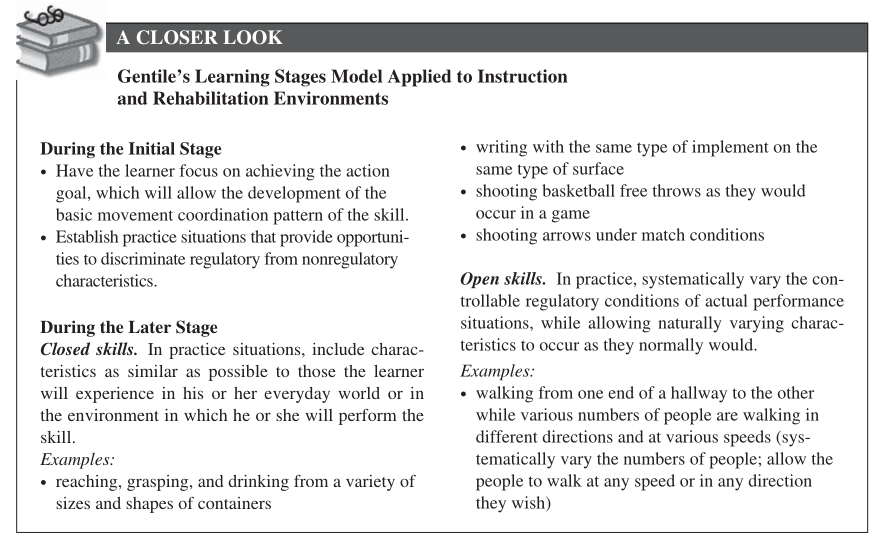 A CLOSER LOOK
Gentile's Learning Stages Model Applied to Instruction
and Rehabilitation Environments
During the Initial Stage
• Have the learner focus on achieving the action
goal, which will allow the development of the
basic movement coordination pattern of the skill.
• Establish practice situations that provide opportuni-
ties to discriminate regulatory from nonregulatory
characteristics.
During the Later Stage
Closed skills. In practice situations, include charac-
teristics as similar as possible to those the learner
will experience in his or her everyday world or in
the environment in which he or she will perform the
skill.
Examples:
• reaching, grasping, and drinking from a variety of
sizes and shapes of containers
• writing with the same type of implement on the
same type of surface
• shooting basketball free throws as they would
occur in a game
• shooting arrows under match conditions
Open skills. In practice, systematically vary the con-
trollable regulatory conditions of actual performance
situations, while allowing naturally varying charac-
teristics to occur as they normally would.
Examples:
• walking from one end of a hallway to the other
while various numbers of people are walking in
different directions and at various speeds (sys-
tematically vary the numbers of people; allow the
people to walk at any speed or in any direction
they wish)